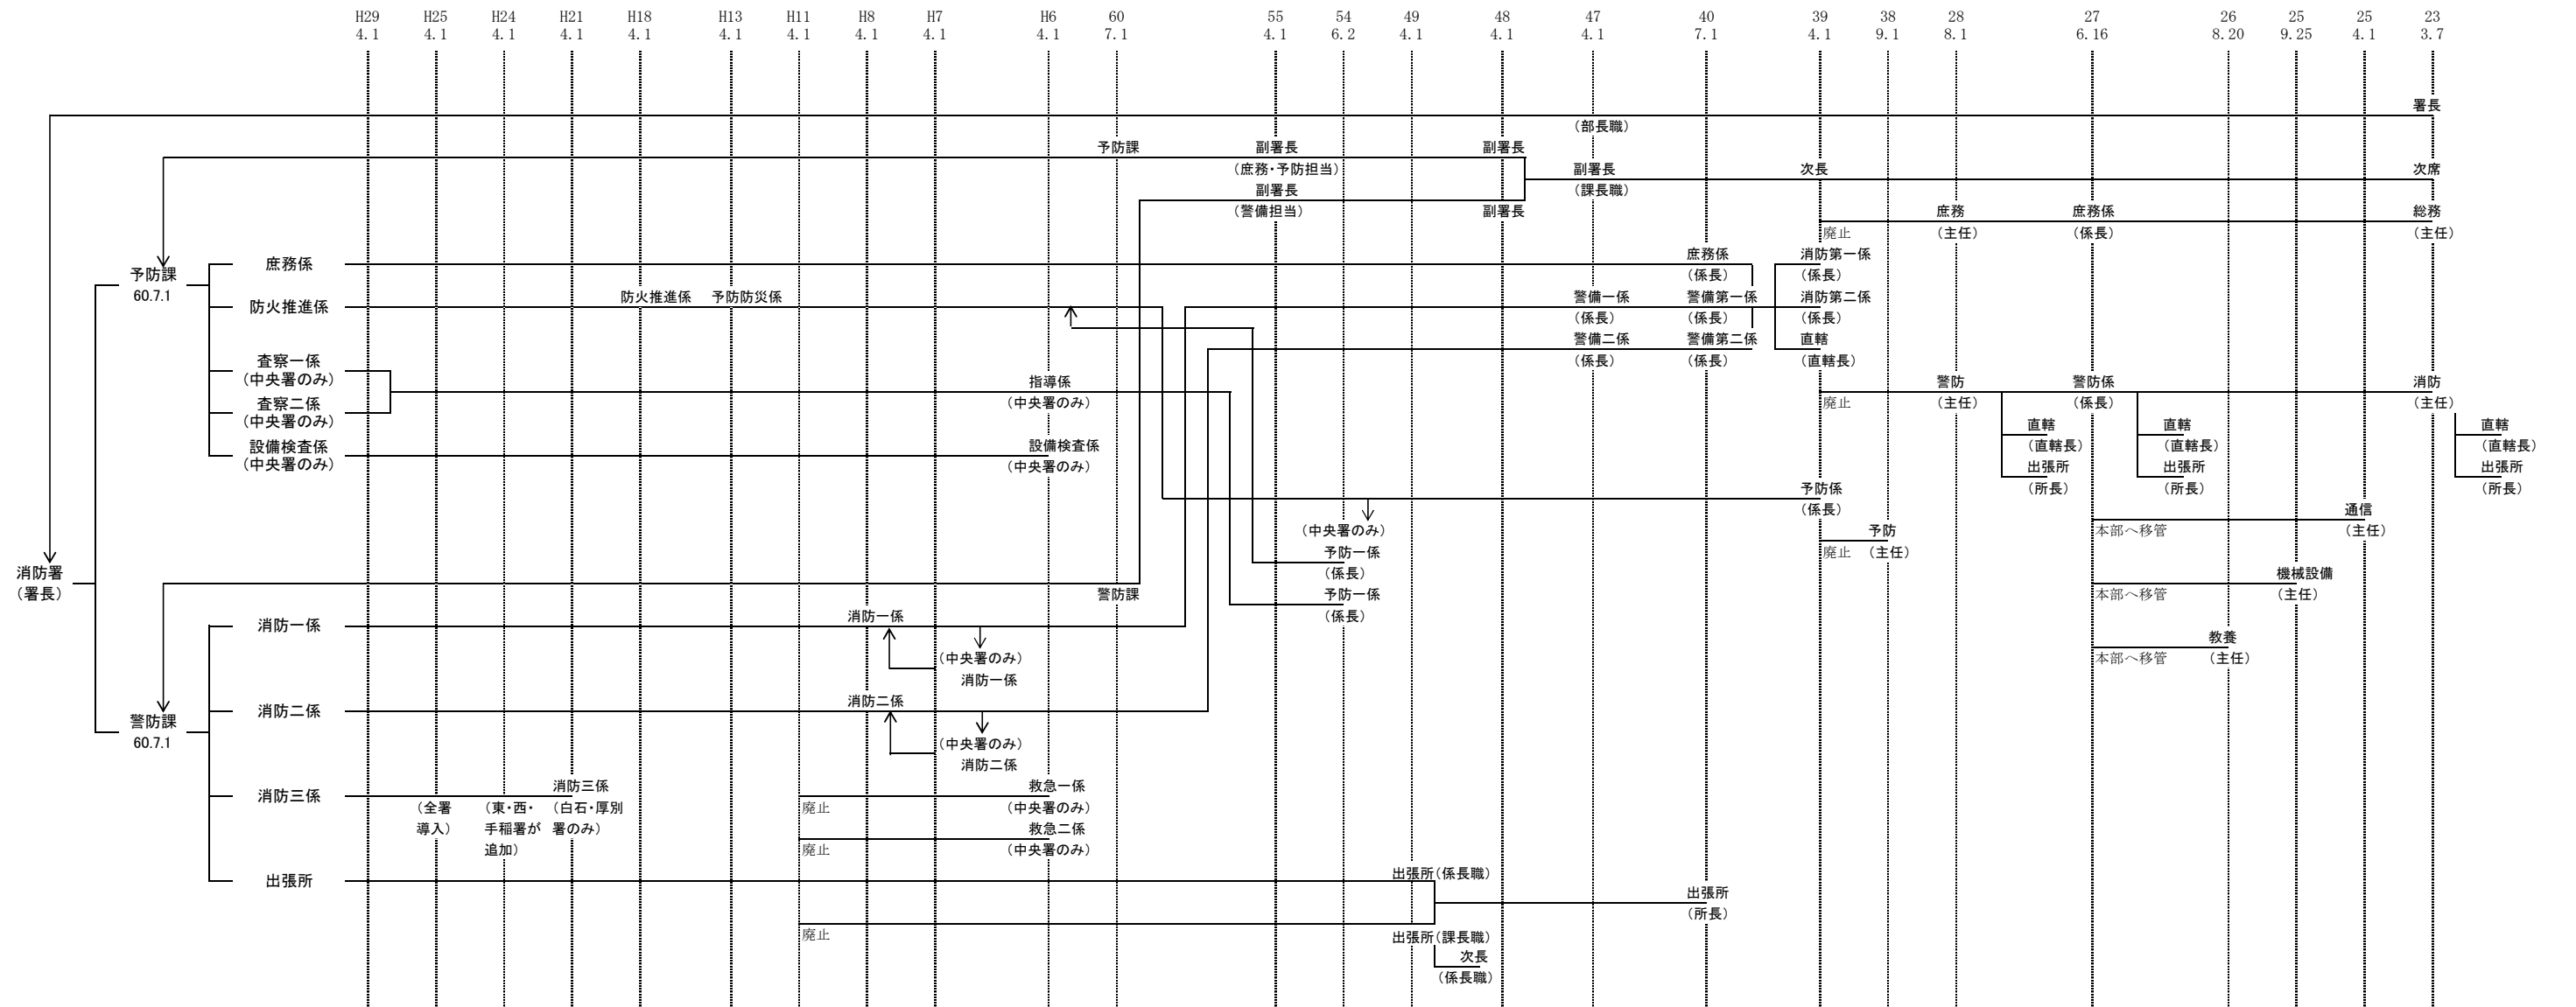 H29 H25 H24 H21 H18 H13 H11 H8 H7 H6 60 55 54 49 48 47 40 39 38 28 27 26 25 25 23
4.1 4.1 4.1 4.1 4.1 4.1 4.1 4.1 4.1 4.1 7.1 4.1 6.2 4.1 4.1 4.1 7.1 4.1 9.1 8.1 6.16 8.20 9.25 4.1 3.7
署長
(部長職)
予防課 副署長 副署長
(庶務・予防担当) 副署長 次長 次席
副署長 (課長職)
(警備担当) 副署長 庶務 庶務係 総務
廃止 (主任) (係長) (主任)
庶務係 庶務係 消防第一係
予防課 (係長) (係長)
60.7.1 防火推進係 予防防災係 警備一係 警備第一係 消防第二係
防火推進係 (係長) (係長) (係長)
警備二係 警備第二係 直轄
査察一係 (係長) (係長) (直轄長)
(中央署のみ) 指導係 警防 警防係 消防
査察二係 (中央署のみ) 廃止 (主任) (係長) (主任)
(中央署のみ) 直轄 直轄 直轄
設備検査係 設備検査係 (直轄長) (直轄長) (直轄長)
(中央署のみ) (中央署のみ) 出張所 出張所 出張所
予防係 (所長) (所長) (所長)
(係長) 通信
(中央署のみ) 予防 本部へ移管 (主任)
予防一係 廃止 (主任)
消防署 (係長) 機械設備
(署長) 警防課 予防一係 本部へ移管 (主任)
消防一係 (係長)
消防一係 教養
(中央署のみ) 本部へ移管 (主任)
消防一係
消防二係
消防二係
警防課 (中央署のみ)
60.7.1 消防二係
消防三係 救急一係
消防三係 (全署 (東・西・ (白石・厚別 廃止 (中央署のみ)
導入) 手稲署が 署のみ) 救急二係
追加) 廃止 (中央署のみ)
出張所 出張所(係長職) 出張所
(所長)
廃止 出張所(課長職)
次長
(係長職)